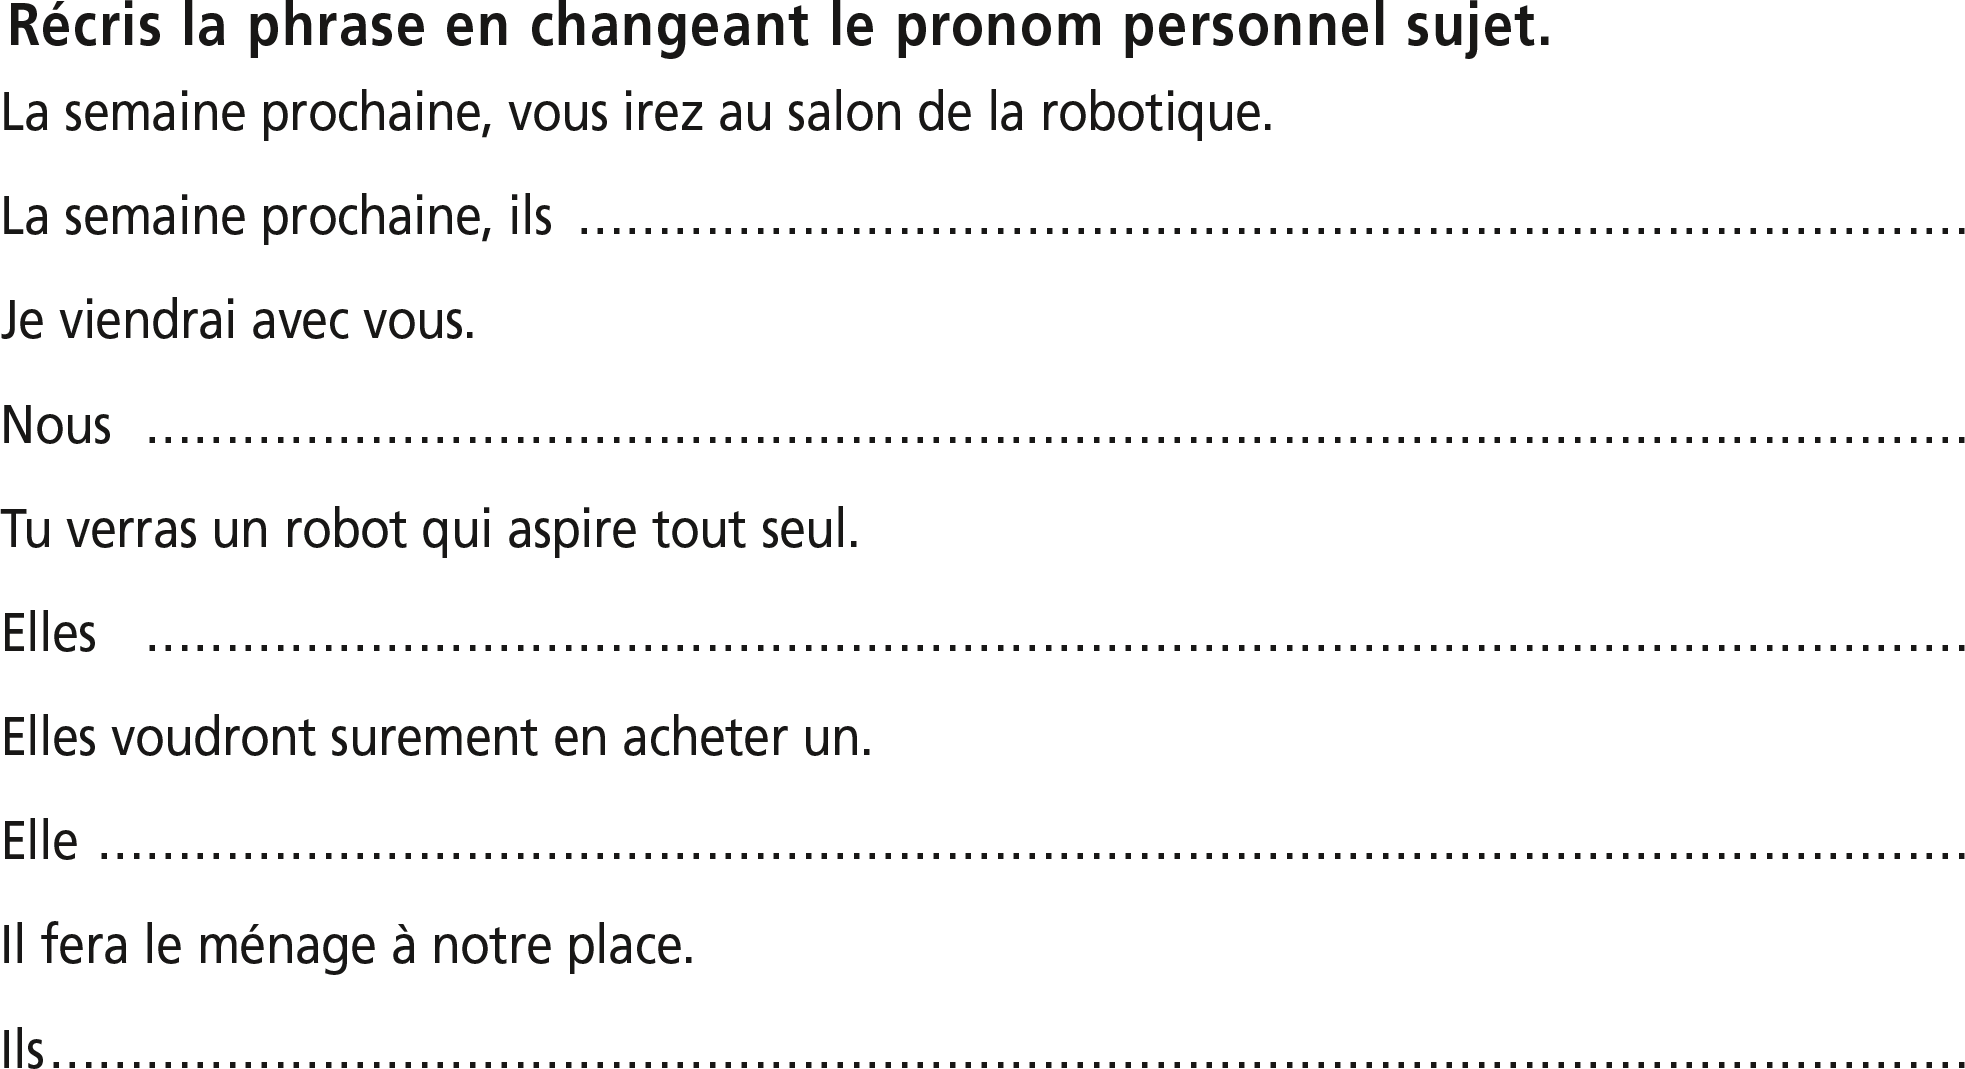 Récris la phrase en changeant le pronom personnel sujet.
La semaine prochaine, vous irez au salon de la robotique.
La semaine prochaine, ils ........................................................................................
Je viendrai avec vous.
Nous ....................................................................................................................
Tu verras un robot qui aspire tout seul.
Elles ....................................................................................................................
Elles voudront surement en acheter un.
Elle .......................................................................................................................
Il fera le ménage à notre place.
Ils..........................................................................................................................